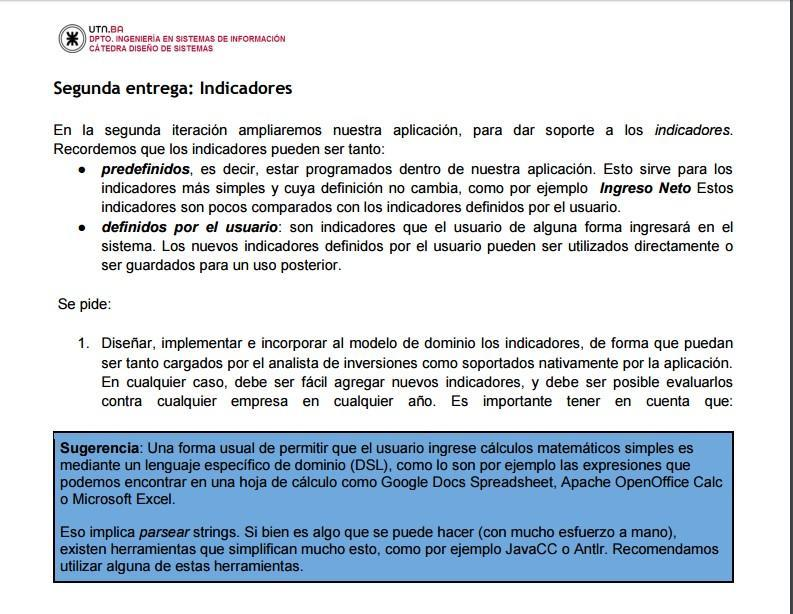 UTN.BA
DPTO. INGENIERÍA EN SISTEMAS DE INFORMACIÓN
CÁTEDRA DISEÑO DE SISTEMAS
Segunda entrega: Indicadores
En la segunda iteración ampliaremos nuestra aplicación, para dar soporte a los indicadores.
Recordemos que los indicadores pueden ser tanto:
● predefinidos, es decir, estar programados dentro de nuestra aplicación. Esto sirve para los
indicadores más simples y cuya definición no cambia, como por ejemplo Ingreso Neto Estos
indicadores son pocos comparados con los indicadores definidos por el usuario.
● definidos por el usuario: son indicadores que el usuario de alguna forma ingresará en el
sistema. Los nuevos indicadores definidos por el usuario pueden ser utilizados directamente o
ser guardados para un uso posterior.
Se pide:
1. Diseñar, implementar e incorporar al modelo de dominio los indicadores, de forma que puedan
ser tanto cargados por el analista de inversiones como soportados nativamente por la aplicación.
En cualquier caso, debe ser fácil agregar nuevos indicadores, y debe ser posible evaluarlos
contra cualquier empresa en cualquier año. Es importante tener en cuenta que:
Sugerencia: Una forma usual de permitir que el usuario ingrese cálculos matemáticos simples es
mediante un lenguaje específico de dominio (DSL), como lo son por ejemplo las expresiones que
podemos encontrar en una hoja de cálculo como Google Docs Spreadsheet, Apache OpenOffice Calc
o Microsoft Excel.
Eso implica parsear strings. Si bien es algo que se puede hacer (con mucho esfuerzo a mano),
existen herramientas que simplifican mucho esto, como por ejemplo JavaCC o Antlr. Recomendamos
utilizar alguna de estas herramientas.